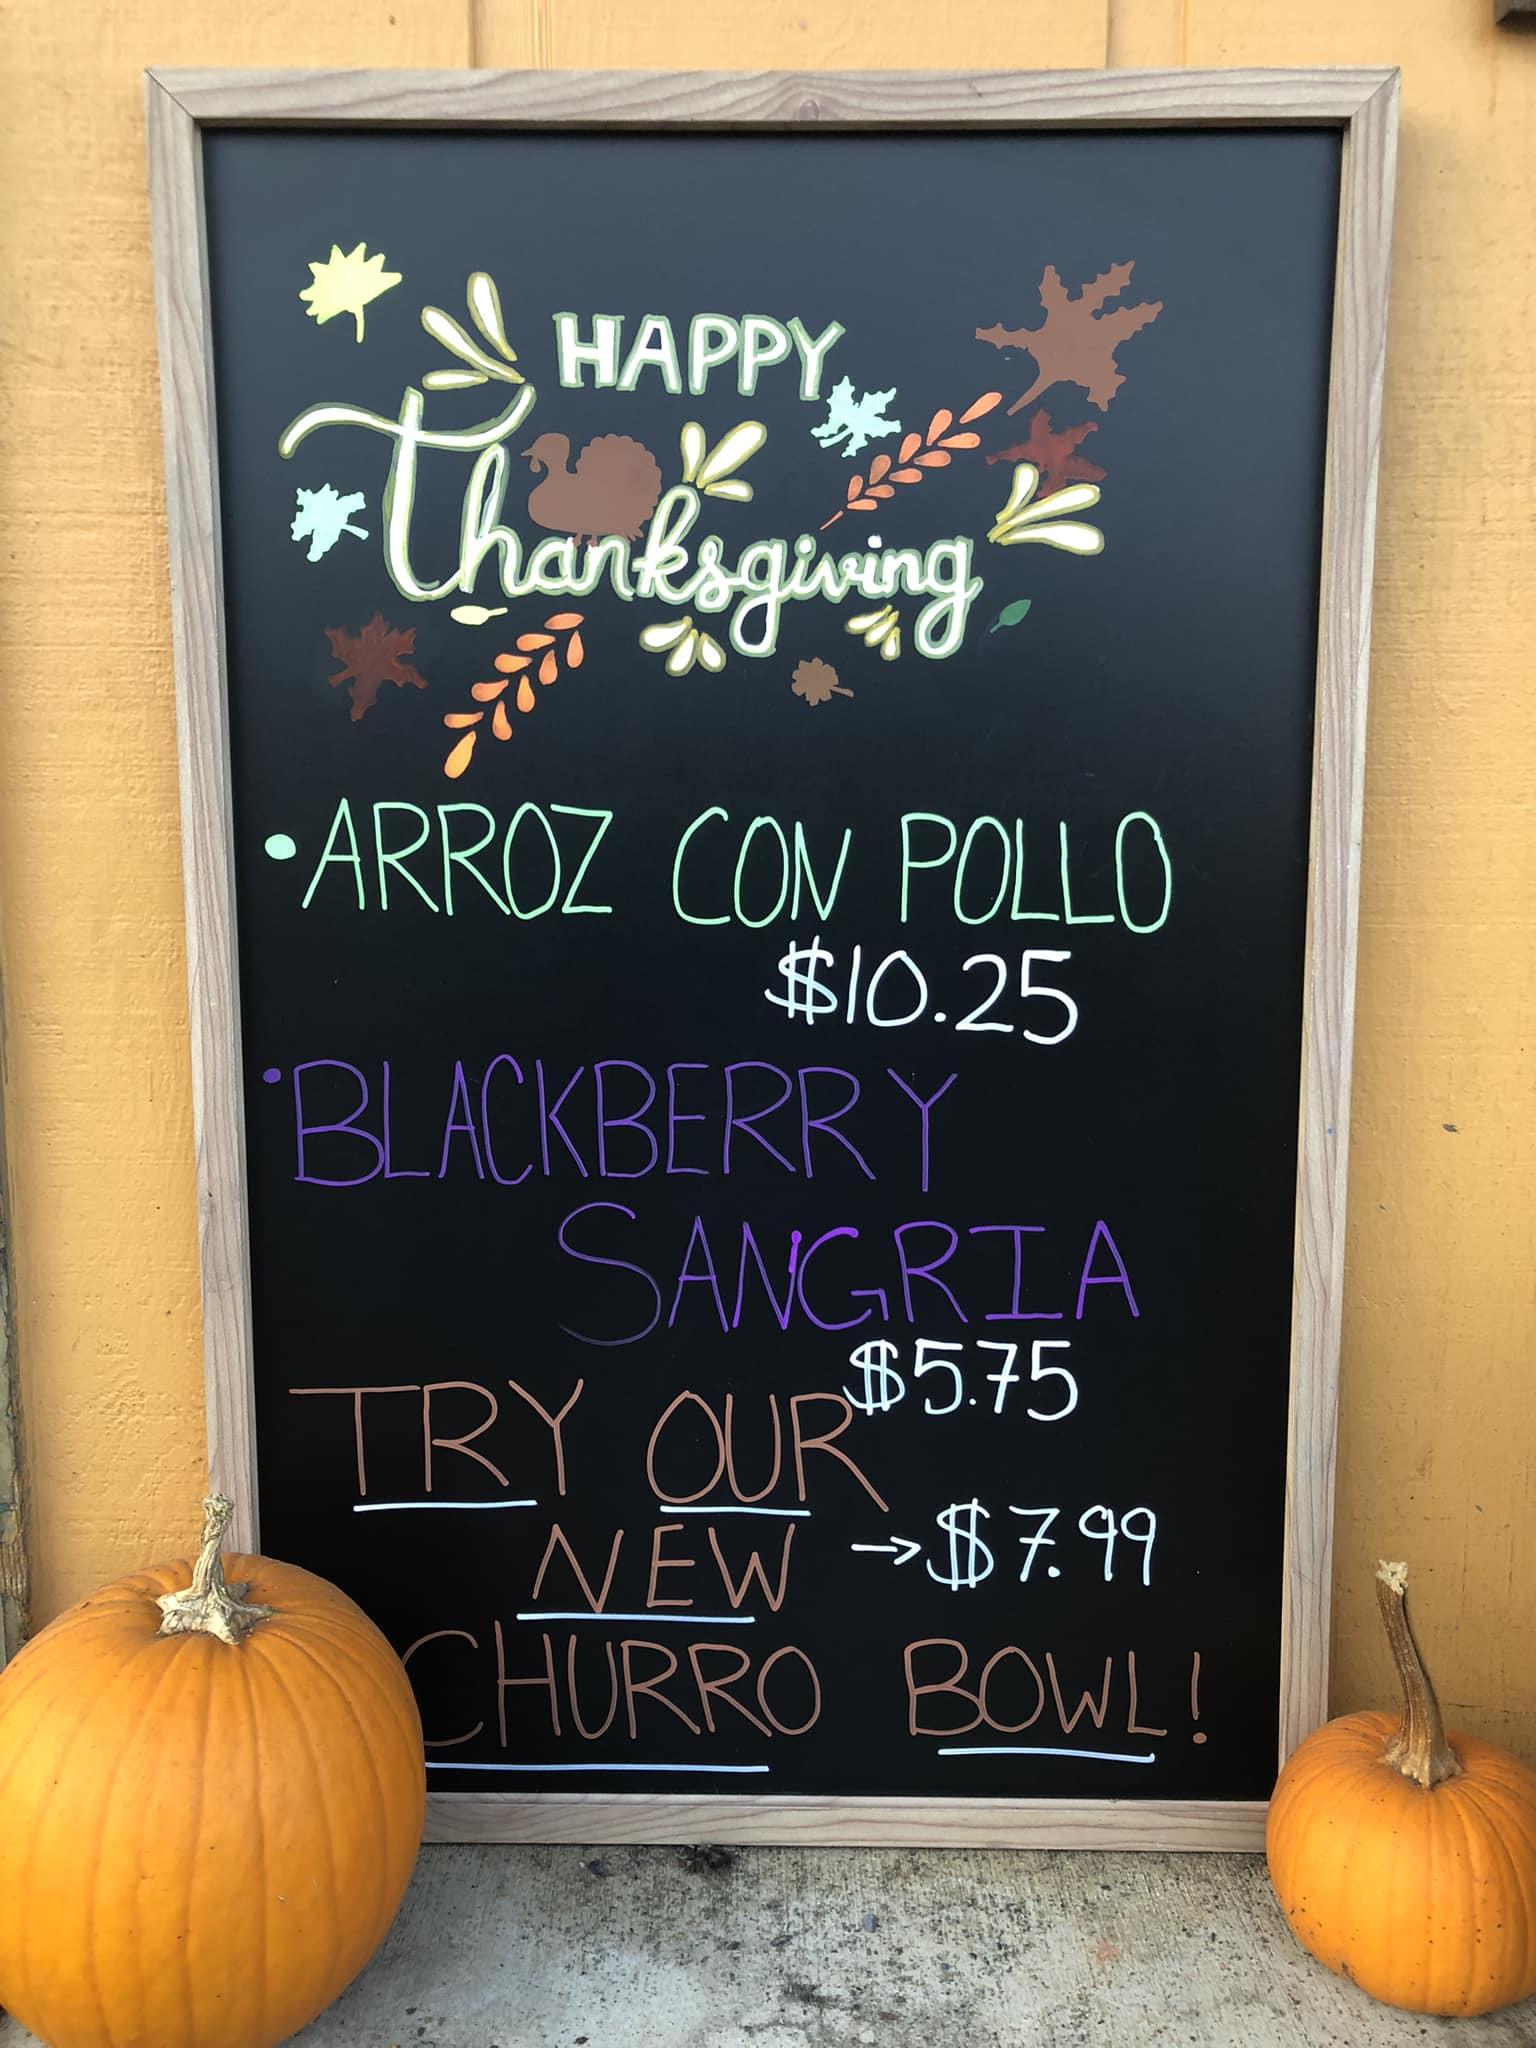 HAPPY
Thanksgiving
• ARROZ CON POLLO
$10.25
• BLACKBERRY
SANGRIA
$5.75
TRY OUR
NEW → $7.99
CHURRO BOWL!